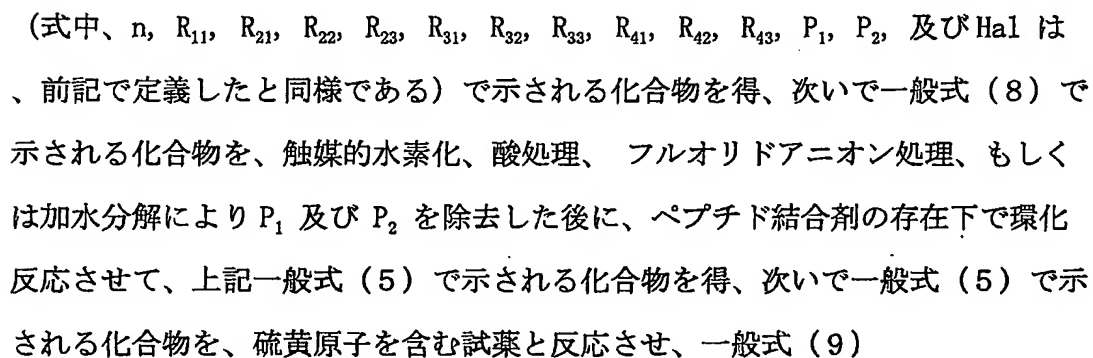 (式中、n, R₁₁, R₂₁, R₂₂, R₂₃, R₃₁, R₃₂, R₃₃, R₄₁, R₄₂, R₄₃, P₁, P₂, 及びHal は
、前記で定義したと同様である）で示される化合物を得、次いで一般式（8）で
示される化合物を、触媒的水素化、酸処理、 フルオリドアニオン処理、もしく
は加水分解により P₁ 及び P₂ を除去した後に、ペプチド結合剤の存在下で環化
反応させて、上記一般式（5）で示される化合物を得、次いで一般式（5）で示
される化合物を、硫黄原子を含む試薬と反応させ、一般式（9）